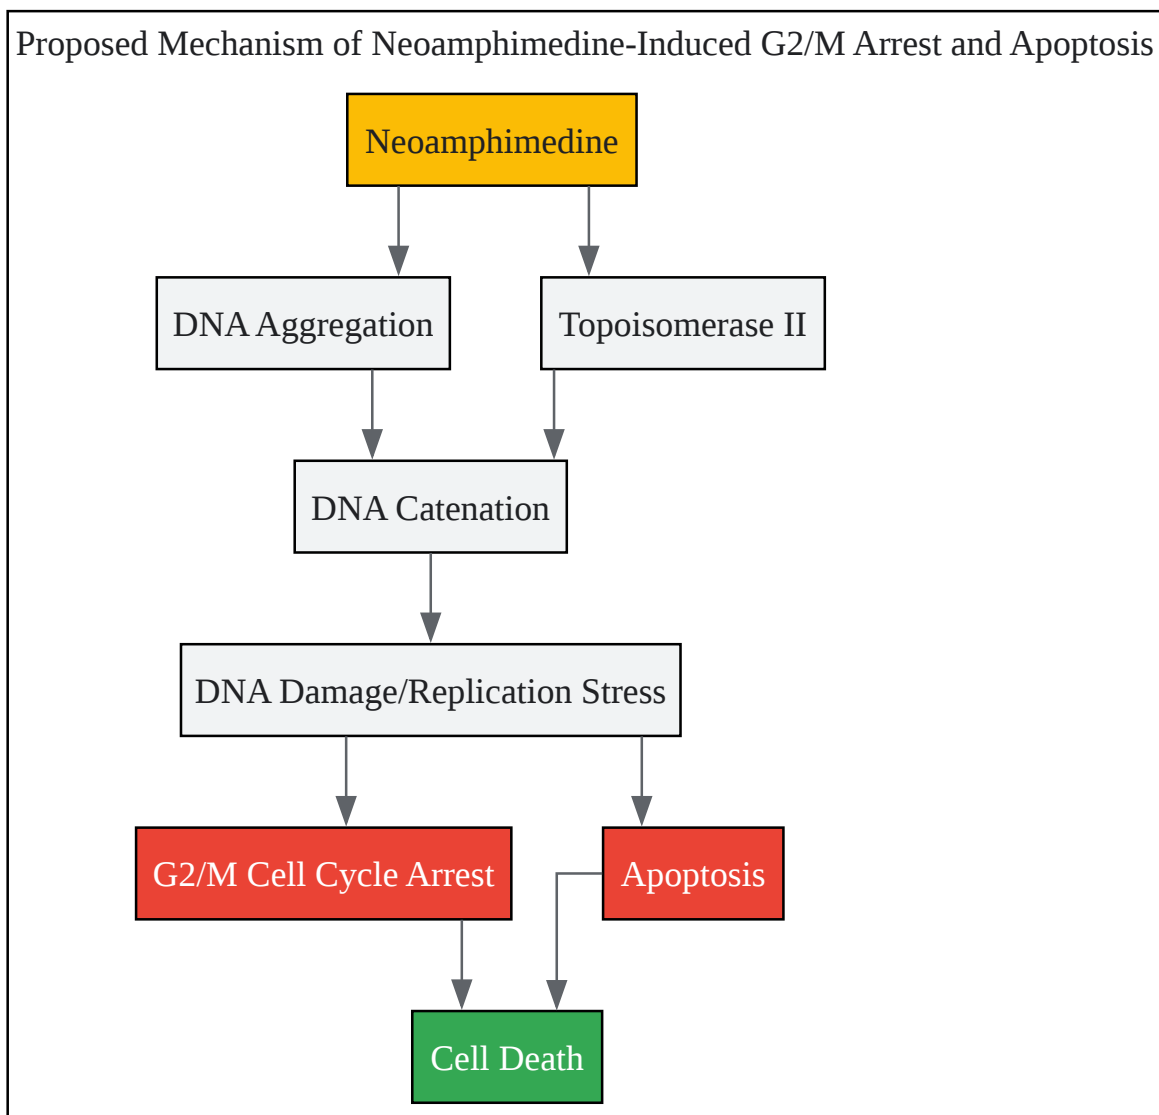 Proposed Mechanism of Neoamphimedine-Induced G2/M Arrest and Apoptosis
Neoamphimedine
DNA Aggregation
Topoisomerase II
DNA Catenation
DNA Damage/Replication Stress
G2/M Cell Cycle Arrest
Apoptosis
Cell Death